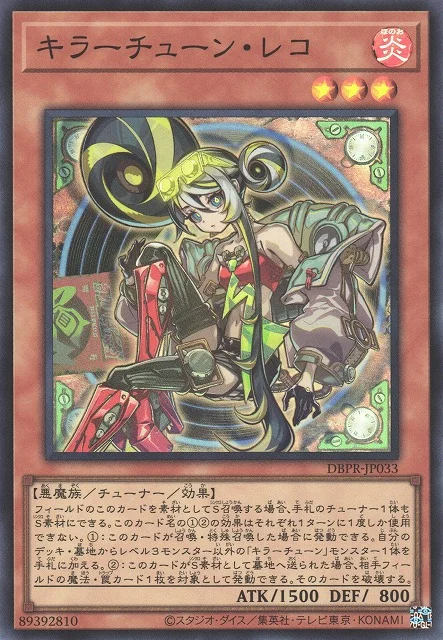 キラーチューン・レコ
炎
DBPR-JP033
【悪魔族／チューナー／効果】
フィールドのこのカードを素材としてS召喚する場合、手札のチューナー1体も
S素材にできる。このカード名の①②の効果はそれぞれ1ターンに1度しか使用
できない。①：このカードが召喚・特殊召喚した場合に発動できる。自分の
デッキ・墓地からレベル3モンスター以外の「キラーチューン」モンスター1体を
手札に加える。②：このカードがS素材として墓地へ送られた場合、相手フィ
ールドの魔法・罠カード1枚を対象として発動できる。そのカードを破壊する。
ATK/1500 DEF/ 800
89392810
©スタジオ・ダイス／集英社・テレビ東京・KONAMI